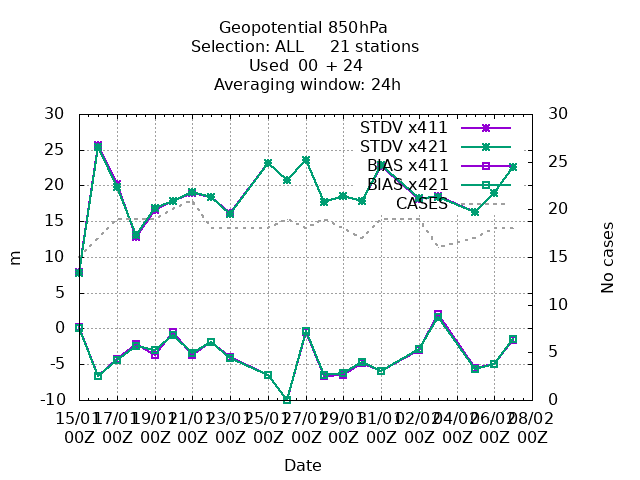 Geopotential 850hPa
Selection: ALL     21 stations
Used  00  + 24
Averaging window: 24h
30
25
20
15
10
5
0
-5
-10
m
30
25
20
15
10
5
0
No cases
STDV x411
STDV x421
BIAS x411
BIAS x421
CASES
15/01 17/01 19/01 21/01 23/01 25/01 27/01 29/01 31/01 02/02 04/02 06/02 08/02
00Z 00Z 00Z 00Z 00Z 00Z 00Z 00Z 00Z 00Z 00Z 00Z 00Z
Date